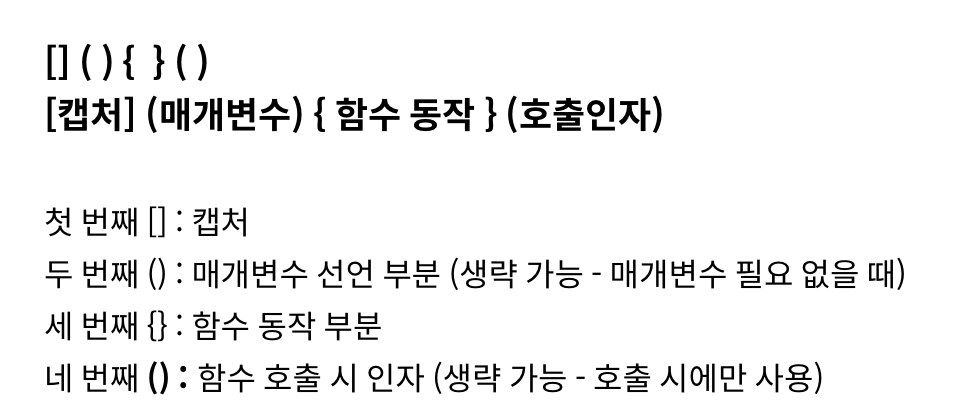 [] ( ) {  } ( )
[캡처] (매개변수) { 함수 동작 } (호출인자)
첫 번째 [] : 캡처
두 번째 () : 매개변수 선언 부분 (생략 가능 - 매개변수 필요 없을 때)
세 번째 {} : 함수 동작 부분
네 번째 () : 함수 호출 시 인자 (생략 가능 - 호출 시에만 사용)